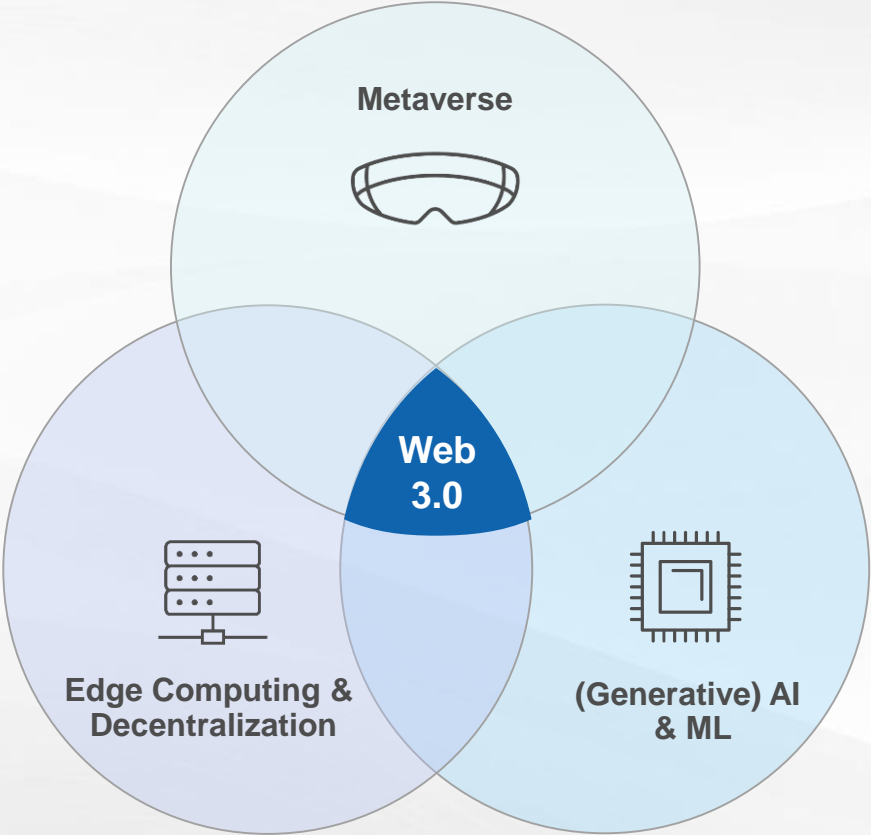 Metaverse
Web
3.0
Edge Computing &
Decentralization
(Generative) AI
& ML